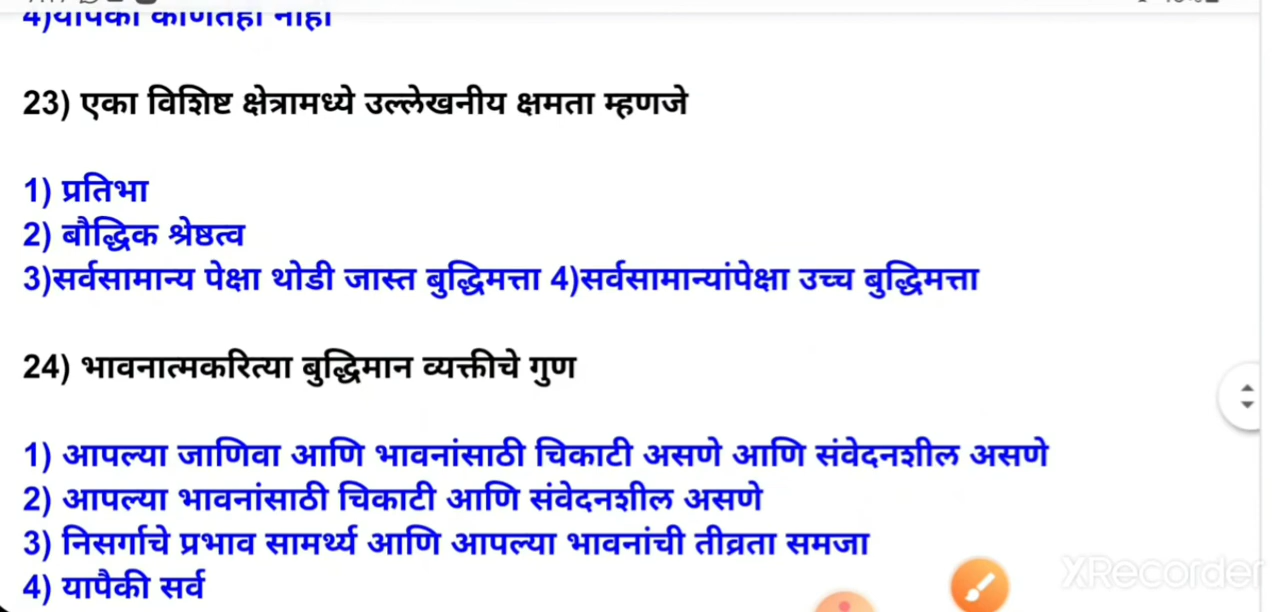 4)यापैकी कोणतेही नाही
23) एका विशिष्ट क्षेत्रामध्ये उल्लेखनीय क्षमता म्हणजे
1) प्रतिभा
2) बौद्धिक श्रेष्ठत्व
3)सर्वसामान्य पेक्षा थोडी जास्त बुद्धिमत्ता 4)सर्वसामान्यांपेक्षा उच्च बुद्धिमत्ता
24) भावनात्मकरित्या बुद्धिमान व्यक्तीचे गुण
1) आपल्या जाणिवा आणि भावनांसाठी चिकाटी असणे आणि संवेदनशील असणे
2) आपल्या भावनांसाठी चिकाटी आणि संवेदनशील असणे
3) निसर्गाचे प्रभाव सामर्थ्य आणि आपल्या भावनांची तीव्रता समजा
4) यापैकी सर्व
XRecorder